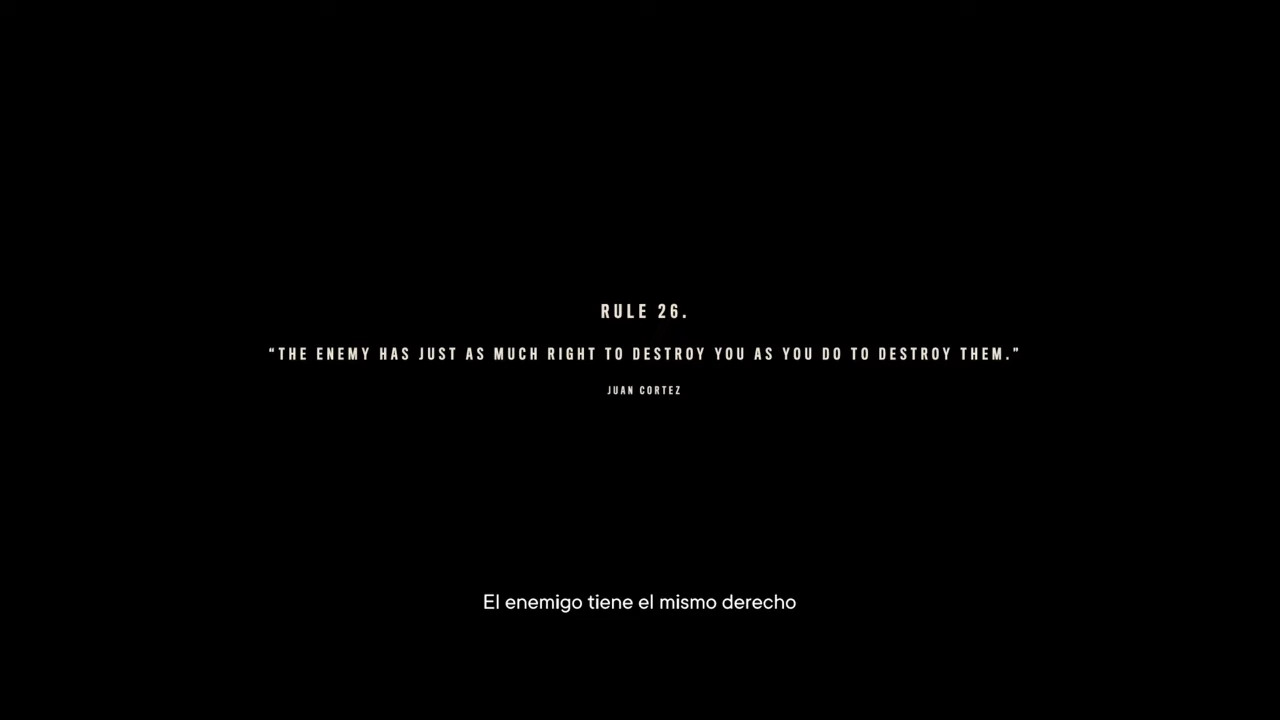 RULE 26.
“THE ENEMY HAS JUST AS MUCH RIGHT TO DESTROY YOU AS YOU DO TO DESTROY THEM.”
JUAN CORTEZ
El enemigo tiene el mismo derecho